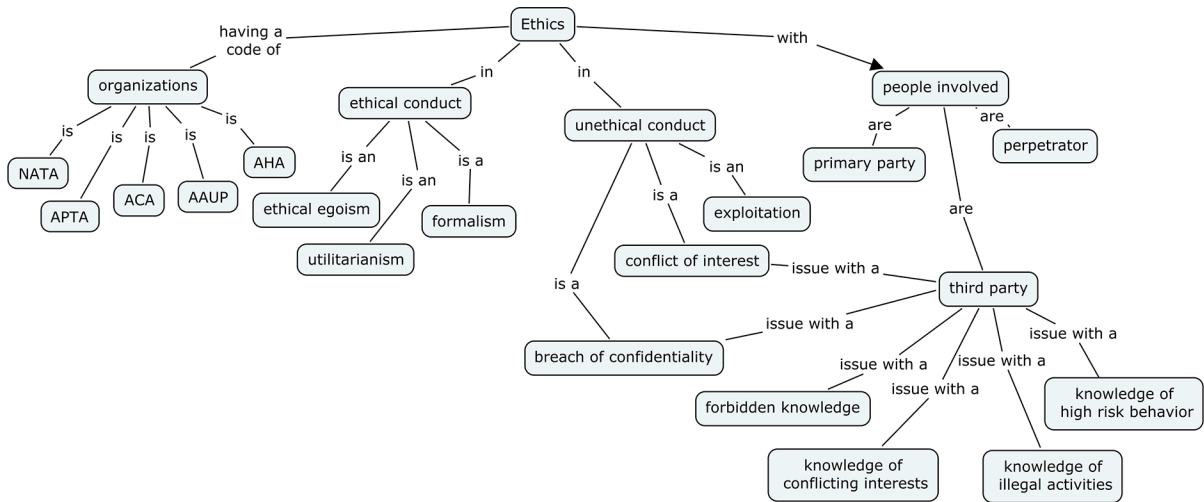 Ethics
having a
code of
with
in
in
organizations
people involved
ethical conduct
unethical conduct
is
is
is
is
is
are
are
NATA
APTA
ACA
AAUP
AHA
is an
is an
is a
is a
is an
primary party
perpetrator
ethical egoism
formalism
utilitarianism
exploitation
are
conflict of interest
issue with a
is a
third party
issue with a
breach of confidentiality
issue with a
issue with a
issue with a
issue with a
forbidden knowledge
knowledge of
high risk behavior
knowledge of
conflicting interests
knowledge of
illegal activities